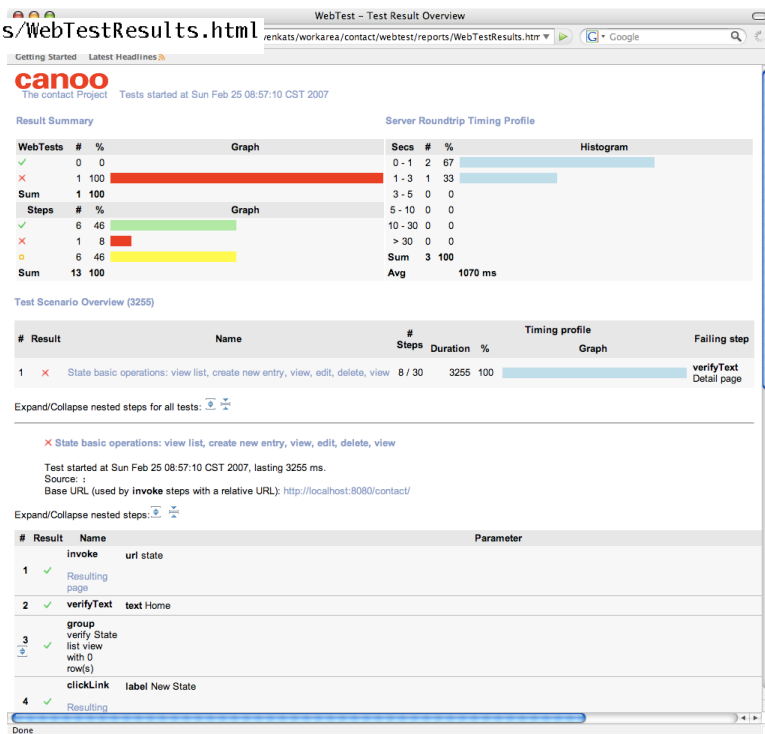 WebTest – Test Result Overview
s/WebTestResults.html
venkats/workarea/contact/webtest/reports/WebTestResults.htm
Google
Getting Started Latest Headlines
canoo
The contact Project Tests started at Sun Feb 25 08:57:10 CST 2007
Result Summary Server Roundtrip Timing Profile
WebTests # % Graph Secs # % Histogram
0 0 0 - 1 2 67
1 100 1 - 3 1 33
Sum 1 100 3 - 5 0 0
Steps # % Graph 5 - 10 0 0
6 46 10 - 30 0 0
1 8 > 30 0 0
6 46 Sum 3 100
Sum 13 100 Avg 1070 ms
Test Scenario Overview (3255)
# Result Name # Steps Timing profile Failing step
Duration % Graph
1 State basic operations: view list, create new entry, view, edit, delete, view 8 / 30 3255 100 verifyText
Detail page
Expand/Collapse nested steps for all tests:
State basic operations: view list, create new entry, view, edit, delete, view
Test started at Sun Feb 25 08:57:10 CST 2007, lasting 3255 ms.
Source: :
Base URL (used by invoke steps with a relative URL): http://localhost:8080/contact/
Expand/Collapse nested steps:
# Result Name Parameter
invoke url state
1
Resulting
page
2 verifyText text Home
group
3 verify State
list view
with 0
row(s)
clickLink label New State
4
Resulting
Done